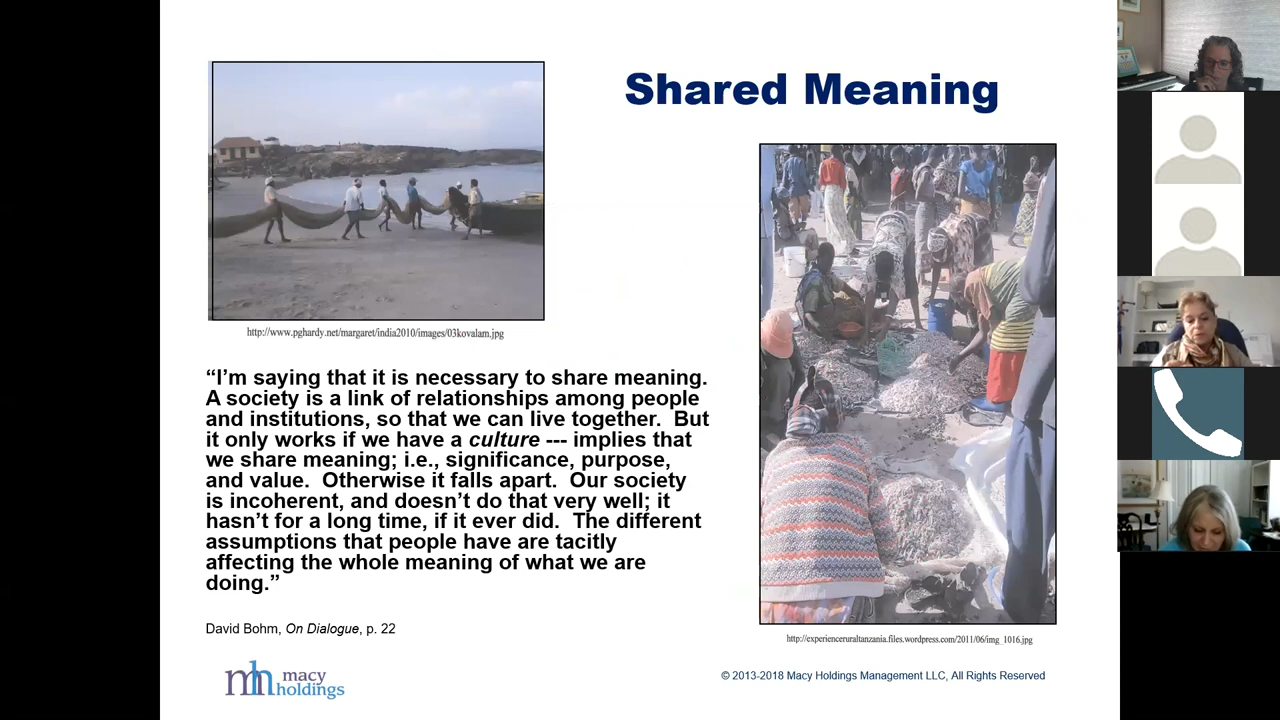 Shared Meaning
http://www.pghardy.net/margaret/india2010/images/03kovalam.jpg
“I’m saying that it is necessary to share meaning.
A society is a link of relationships among people
and institutions, so that we can live together.  But
it only works if we have a culture --- implies that
we share meaning; i.e., significance, purpose,
and value.  Otherwise it falls apart.  Our society
is incoherent, and doesn’t do that very well; it
hasn’t for a long time, if it ever did.  The different
assumptions that people have are tacitly
affecting the whole meaning of what we are
doing.”
David Bohm, On Dialogue, p. 22
http://experienceruraltanzania.files.wordpress.com/2011/06/img_1016.jpg
mh macy
holdings
© 2013-2018 Macy Holdings Management LLC, All Rights Reserved